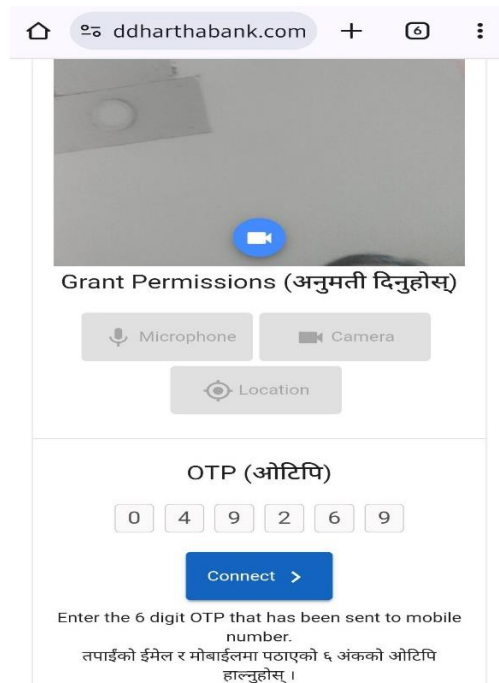 ddharthabank.com
6
Grant Permissions (अनुमती दिनुहोस्)
Microphone
Camera
Location
OTP (ओटिपि)
0 4 9 2 6 9
Connect >
Enter the 6 digit OTP that has been sent to mobile
number.
तपाईंको ईमेल र मोबाईलमा पठाएको ६ अंकको ओटिपि
हाल्नुहोस् ।